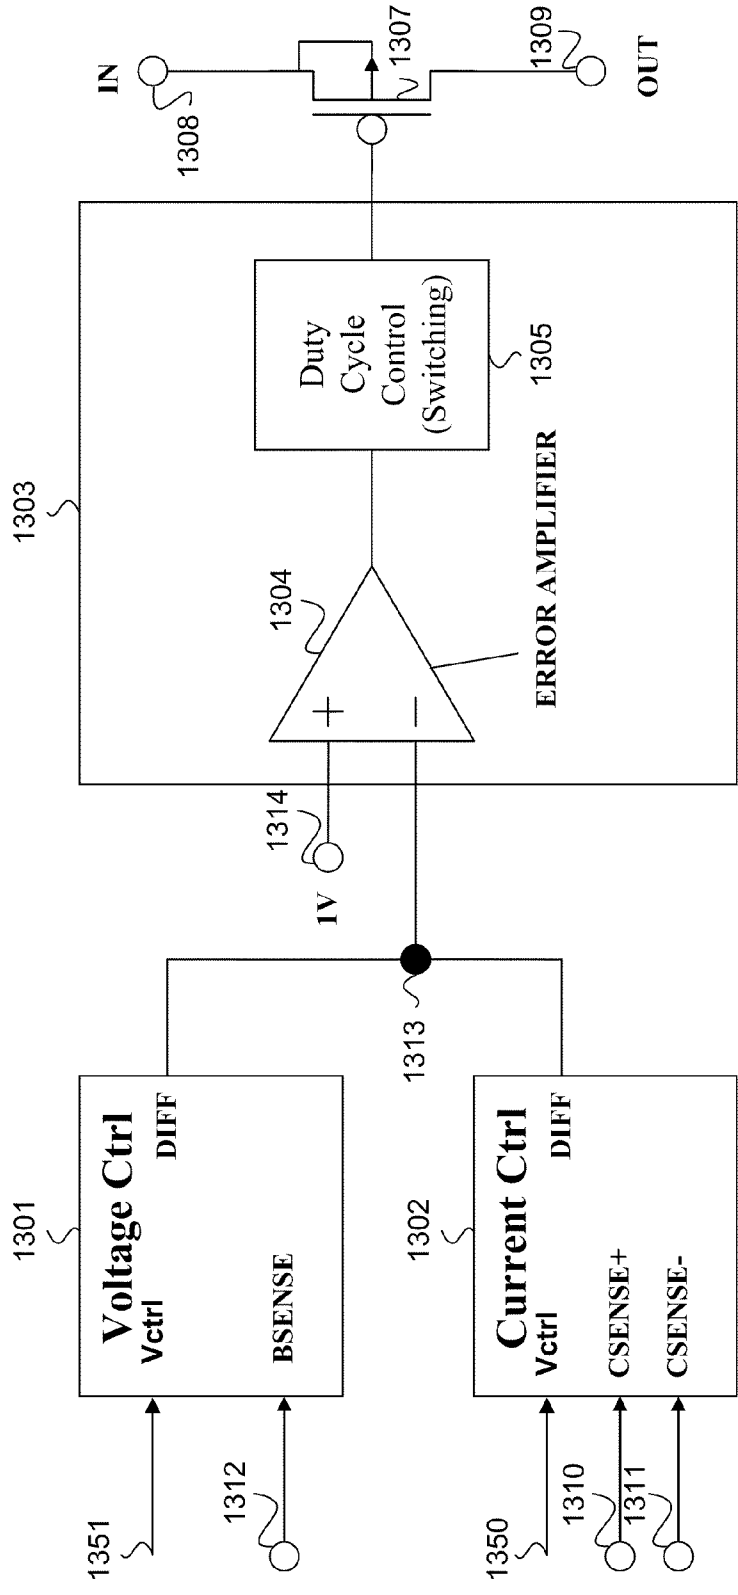 1351
1312
1301
Voltage Ctrl
Vctrl
DIFF
BSENSE
1350
1310
1311
1302
Current Ctrl
Vctrl
DIFF
CSENSE+
CSENSE-
1313
1V
1314
1303
1304
ERROR AMPLIFIER
Duty
Cycle
Control
(Switching)
1305
IN
1308
1307
1309
OUT